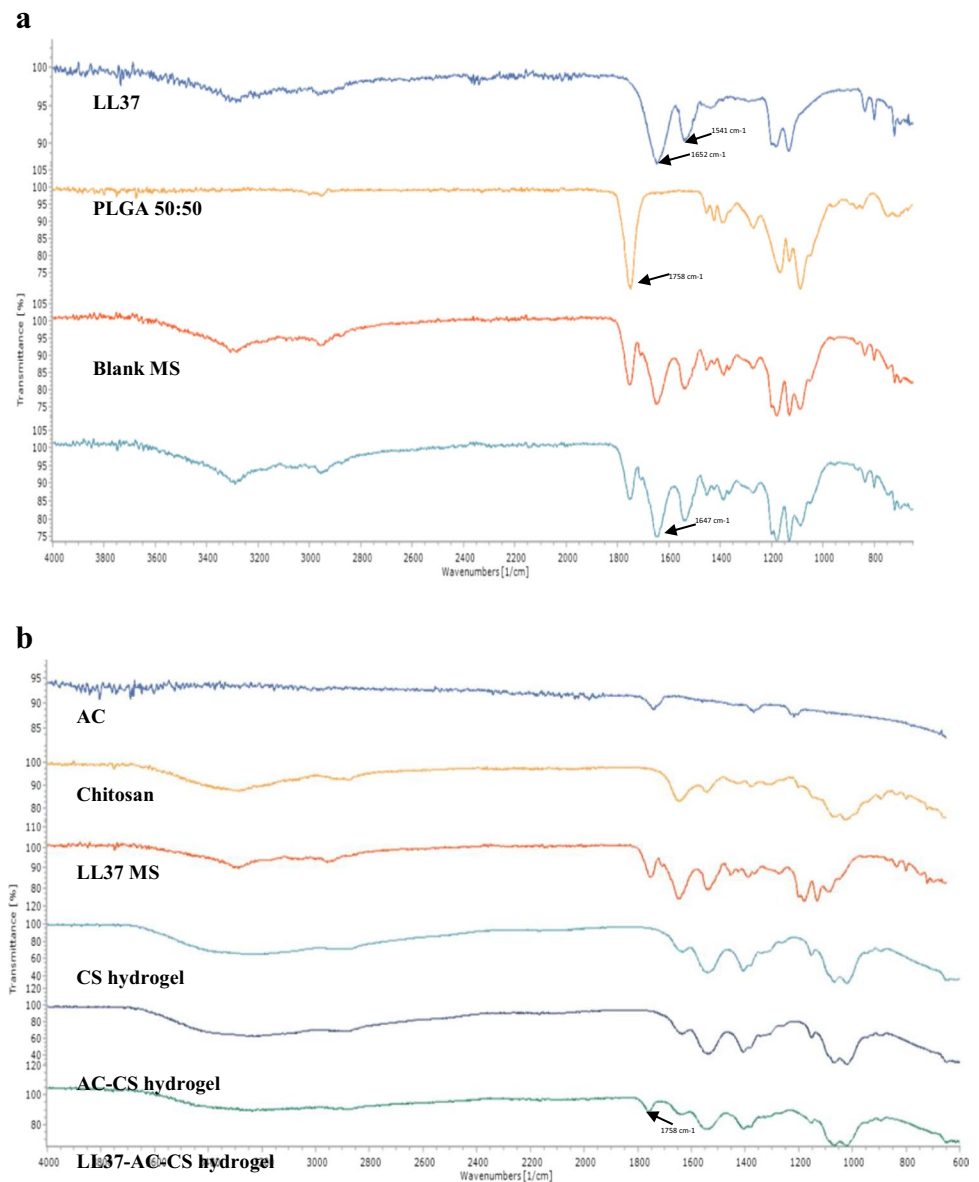 a
100
95
90
LL37
1541 cm-1
1652 cm-1
105
100
95
90
85
80
75
PLGA 50:50
1758 cm-1
105
100
95
90
85
80
75
Blank MS
Transmittance [%]
105
100
95
90
85
80
75
1647 cm-1
4000 3800 3600 3400 3200 3000 2800 2600 2400 2200 2000 1800 1600 1400 1200 1000 800
Wavenumbers [1/cm]
b
95
90
85
AC
100
90
80
Chitosan
110
100
90
80
LL37 MS
120
100
80
60
40
CS hydrogel
Transmittance [%]
120
100
80
60
40
AC-CS hydrogel
120
100
80
1758 cm-1
LL37-AC-CS hydrogel
4000 3800 3600 3400 3200 3000 2800 2600 2400 2200 2000 1800 1600 1400 1200 1000 800 600
Wavenumbers [1/cm]